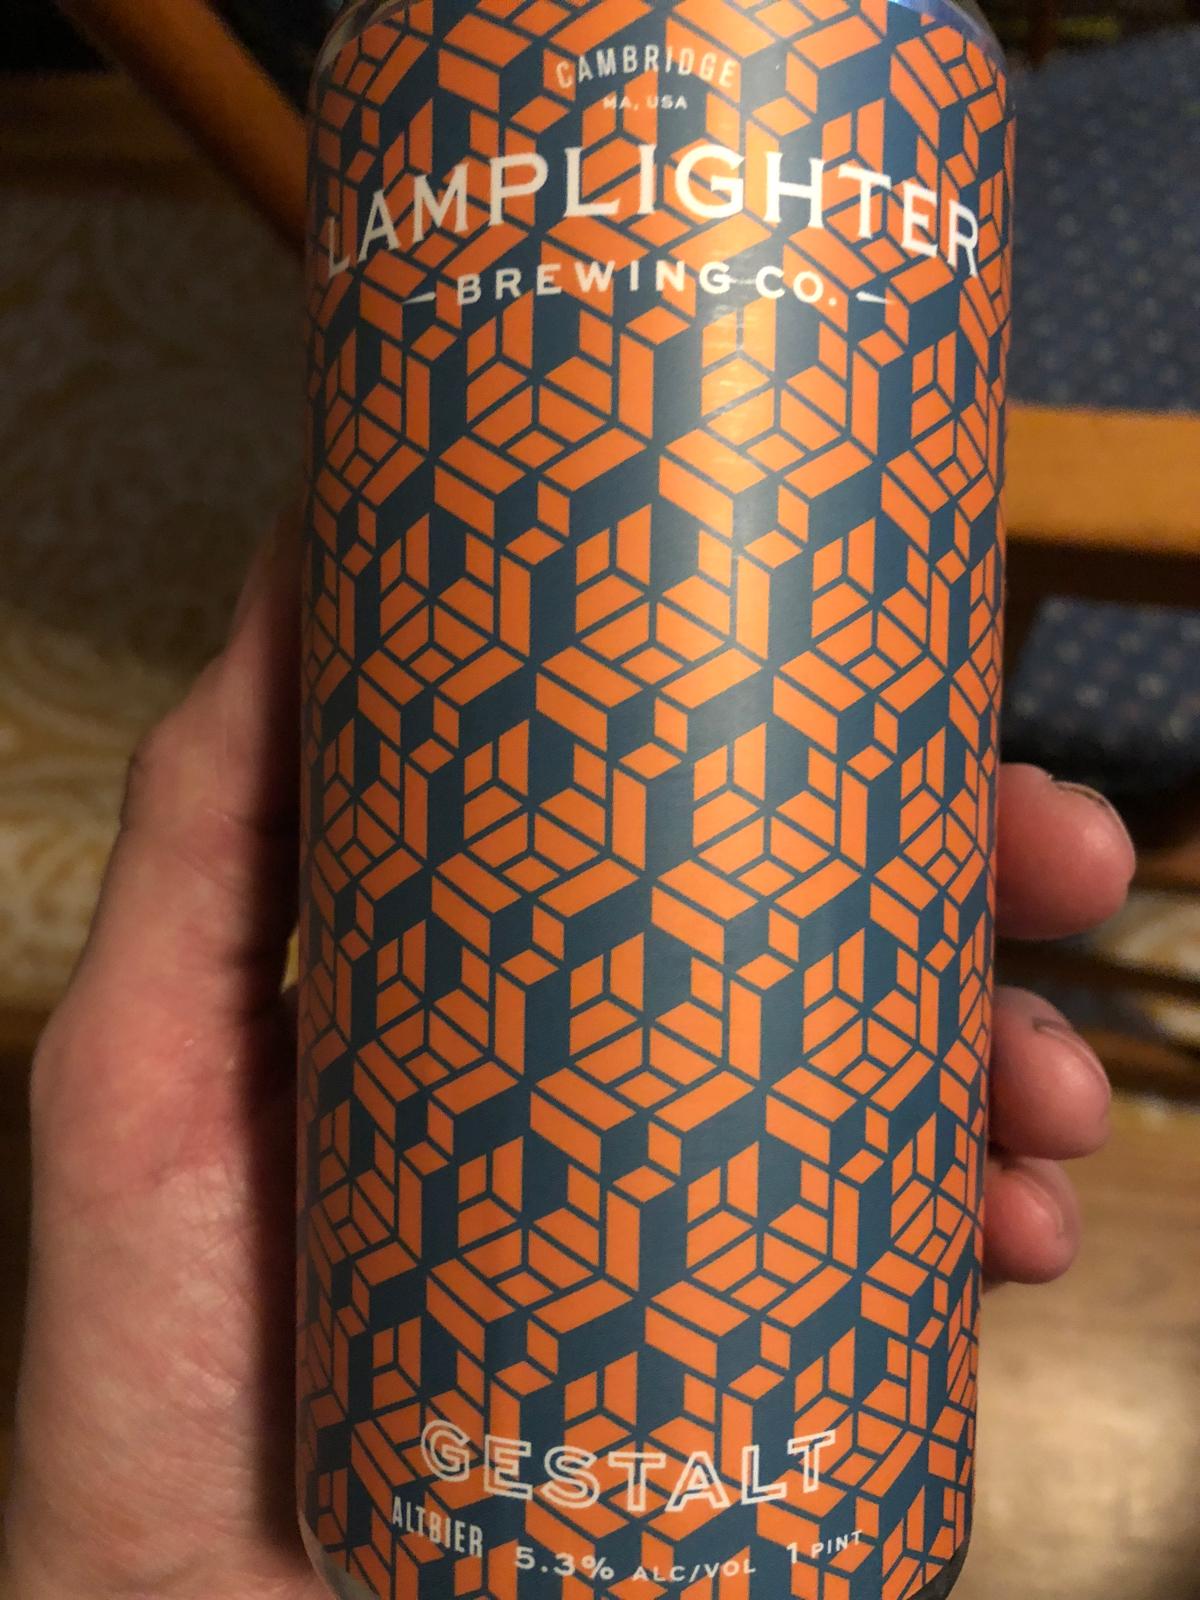 CAMBRIDGE
MA, USA
LAMPLIGHTER
BREWING CO.
GESTALT
ALTBIER 5.3% ALC/VOL 1 PINT